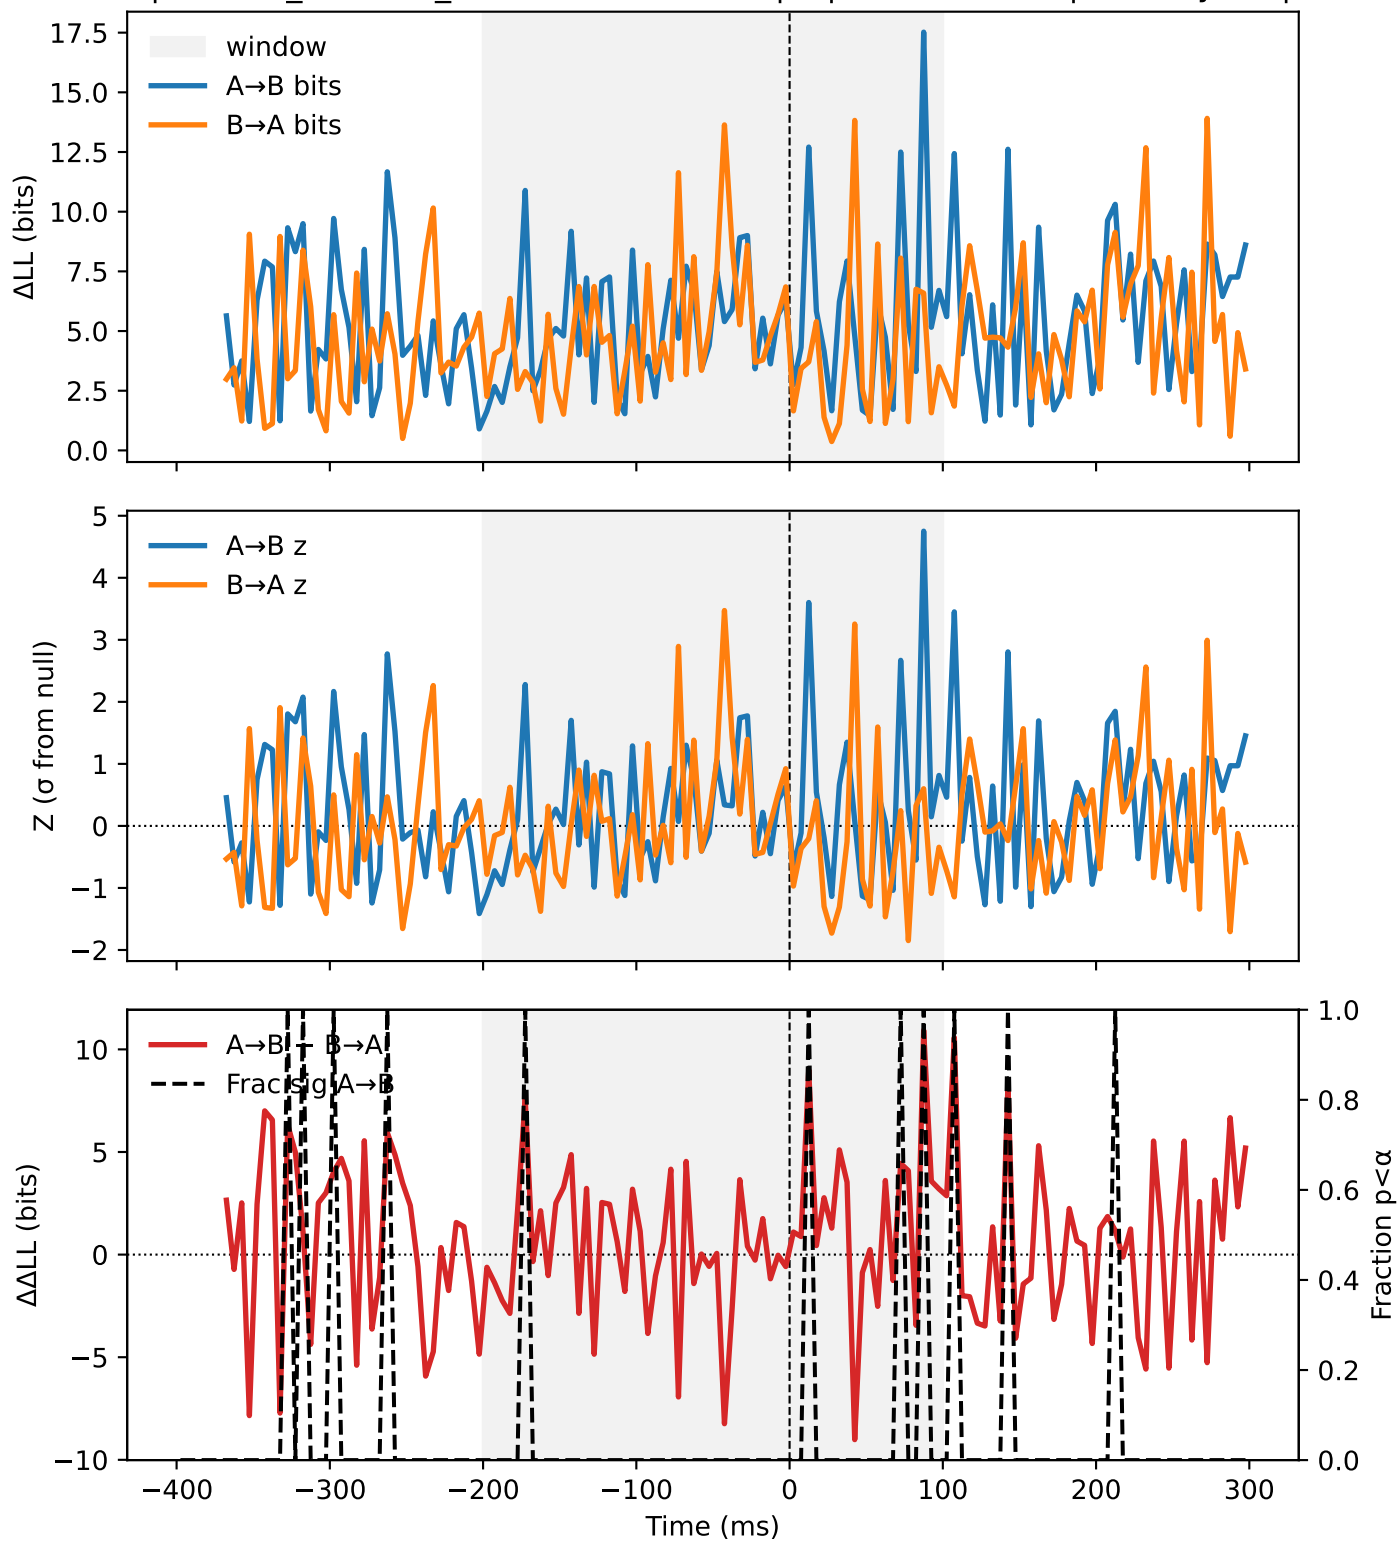 17.5
15.0
12.5
10.0
7.5
5.0
2.5
0.0
ΔLL (bits)
window
A→B bits
B→A bits
5
4
3
2
1
0
−1
−2
Z (σ from null)
A→B z
B→A z
10
5
0
−5
−10
ΔΔLL (bits)
A→B − B→A
Frac sig A→B
1.0
0.8
0.6
0.4
0.2
0.0
Fraction p<α
−400 −300 −200 −100 0 100 200 300
Time (ms)